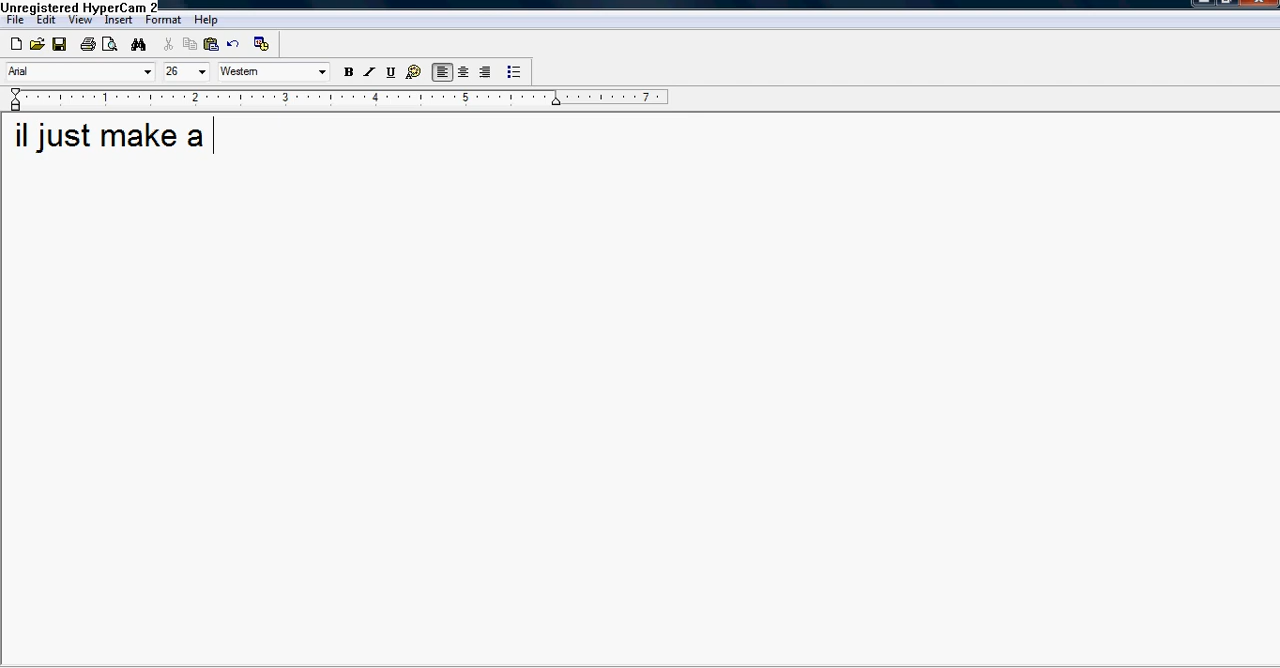 Unregistered HyperCam 2
File Edit View Insert Format Help
Arial 26 Western B I U
1 2 3 4 5 7
il just make a